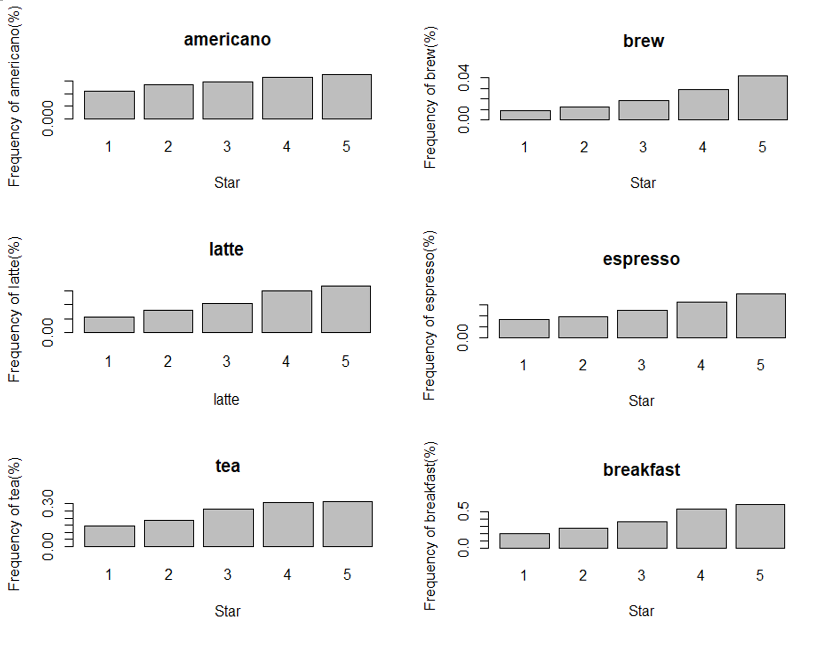 americano
Frequency of americano(%)
0.000
1 2 3 4 5
Star
brew
Frequency of brew(%)
0.04
0.00
1 2 3 4 5
Star
latte
Frequency of latte(%)
0.00
1 2 3 4 5
latte
espresso
Frequency of espresso(%)
0.00
1 2 3 4 5
Star
tea
Frequency of tea(%)
0.30
0.00
1 2 3 4 5
Star
breakfast
Frequency of breakfast(%)
0.5
0.0
1 2 3 4 5
Star